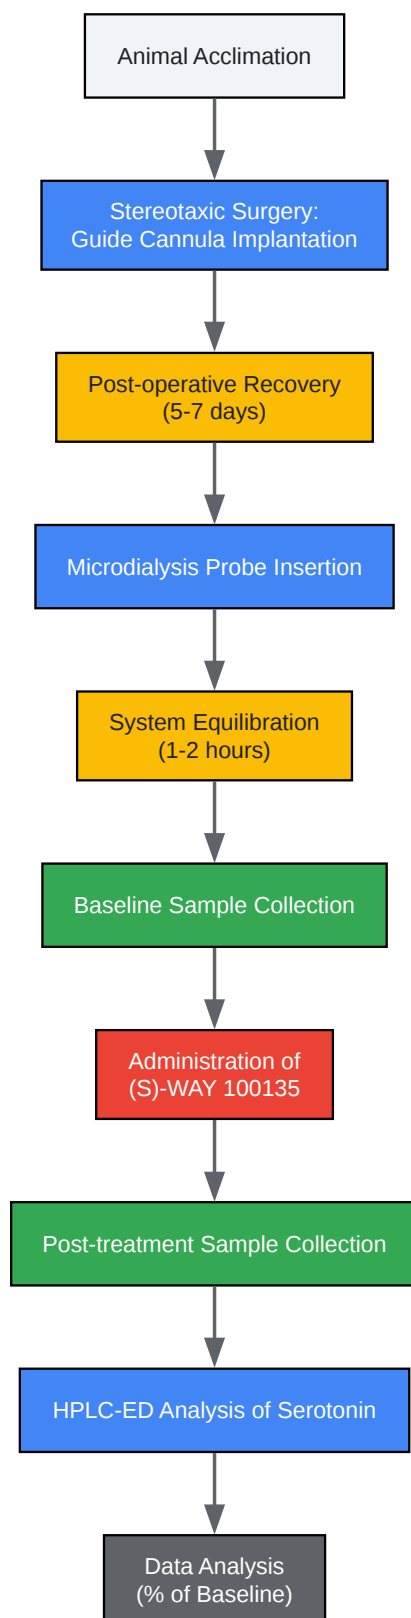 Animal Acclimation
Stereotaxic Surgery:
Guide Cannula Implantation
Post-operative Recovery
(5-7 days)
Microdialysis Probe Insertion
System Equilibration
(1-2 hours)
Baseline Sample Collection
Administration of
(S)-WAY 100135
Post-treatment Sample Collection
HPLC-ED Analysis of Serotonin
Data Analysis
(% of Baseline)